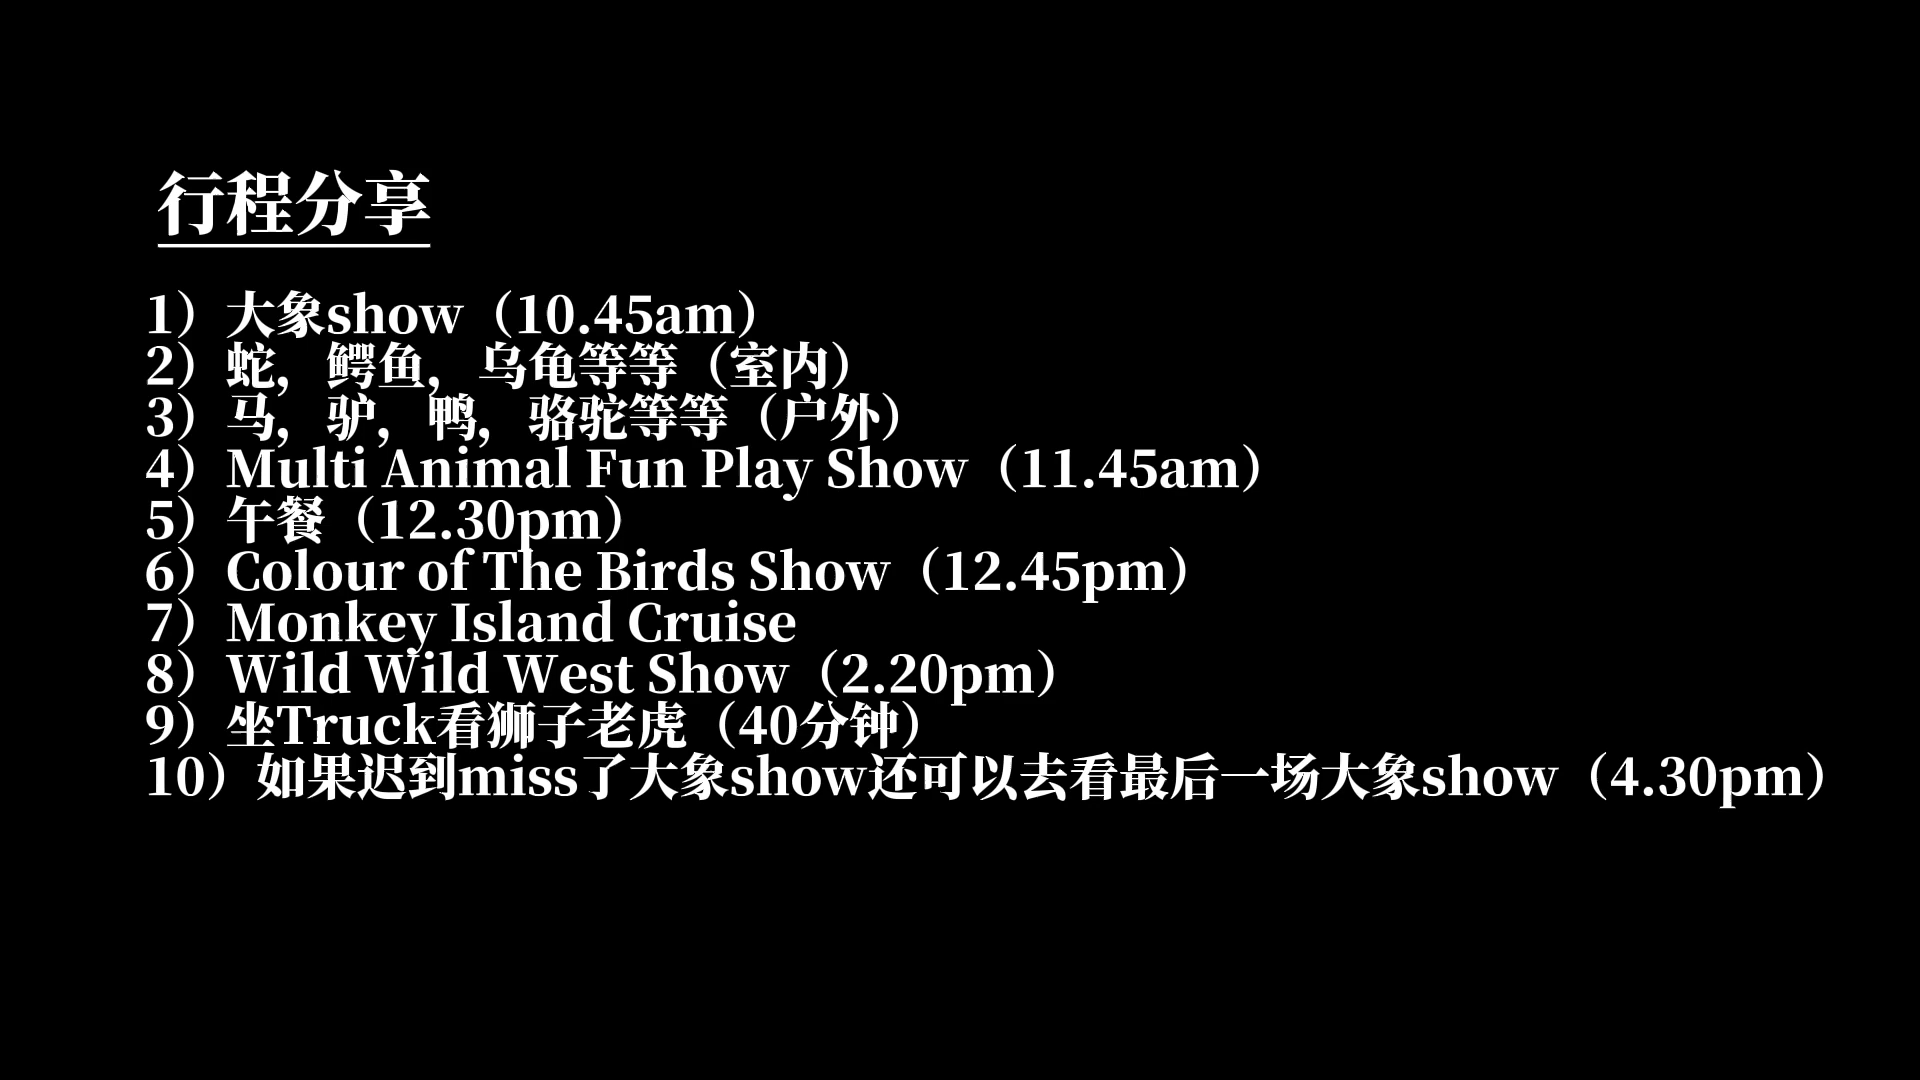 行程分享
1）大象show（10.45am）
2）蛇，鳄鱼，乌龟等等（室内）
3）马，驴，鸭，骆驼等等（户外）
4）Multi Animal Fun Play Show（11.45am）
5）午餐（12.30pm）
6）Colour of The Birds Show（12.45pm）
7）Monkey Island Cruise
8）Wild Wild West Show（2.20pm）
9）坐Truck看狮子老虎（40分钟）
10）如果迟到miss了大象show还可以去看最后一场大象show（4.30pm）